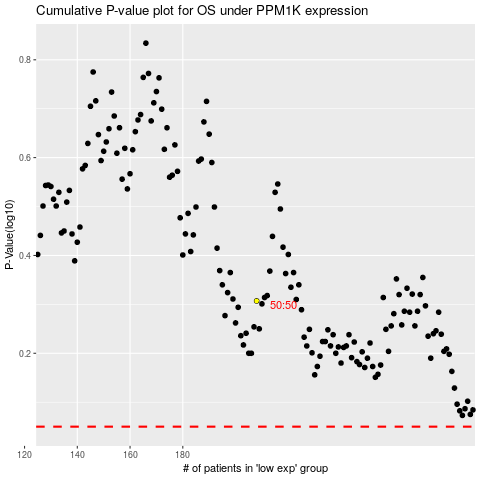 Cumulative P-value plot for OS under PPM1K expression
P-Value(log10)
0.8
0.6
0.4
0.2
50:50
120 140 160 180
# of patients in 'low exp' group